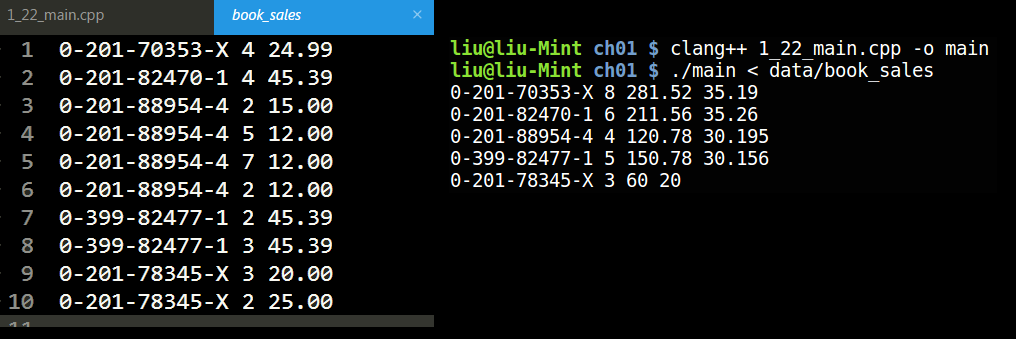 1_22_main.cpp
book_sales ×
1 0-201-70353-X 4 24.99
2 0-201-82470-1 4 45.39
3 0-201-88954-4 2 15.00
4 0-201-88954-4 5 12.00
5 0-201-88954-4 7 12.00
6 0-201-88954-4 2 12.00
7 0-399-82477-1 2 45.39
8 0-399-82477-1 3 45.39
9 0-201-78345-X 3 20.00
10 0-201-78345-X 2 25.00
11
liu@liu-Mint ch01 $ clang++ 1_22_main.cpp -o main
liu@liu-Mint ch01 $ ./main < data/book_sales
0-201-70353-X 8 281.52 35.19
0-201-82470-1 6 211.56 35.26
0-201-88954-4 4 120.78 30.195
0-399-82477-1 5 150.78 30.156
0-201-78345-X 3 60 20